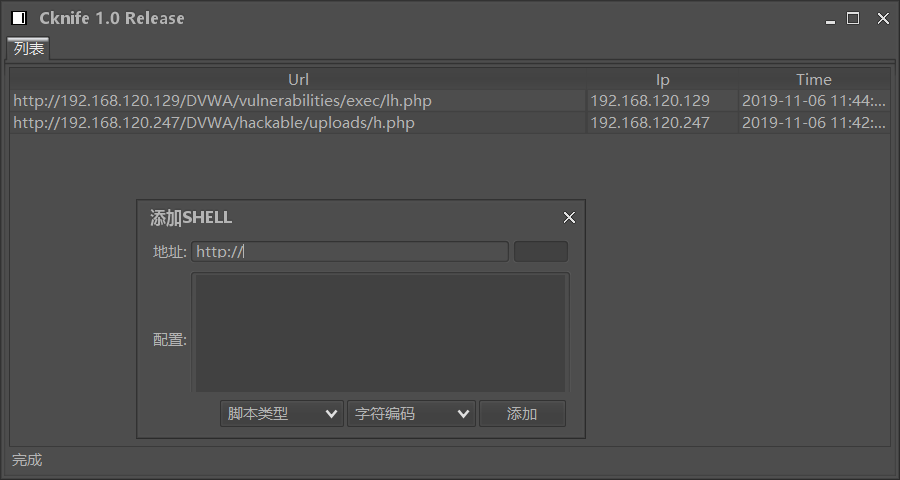 Cknife 1.0 Release
列表
Url Ip Time
http://192.168.120.129/DVWA/vulnerabilities/exec/lh.php 192.168.120.129 2019-11-06 11:44:...
http://192.168.120.247/DVWA/hackable/uploads/h.php 192.168.120.247 2019-11-06 11:42:...
添加SHELL
地址: http://
配置:
脚本类型 字符编码 添加
完成